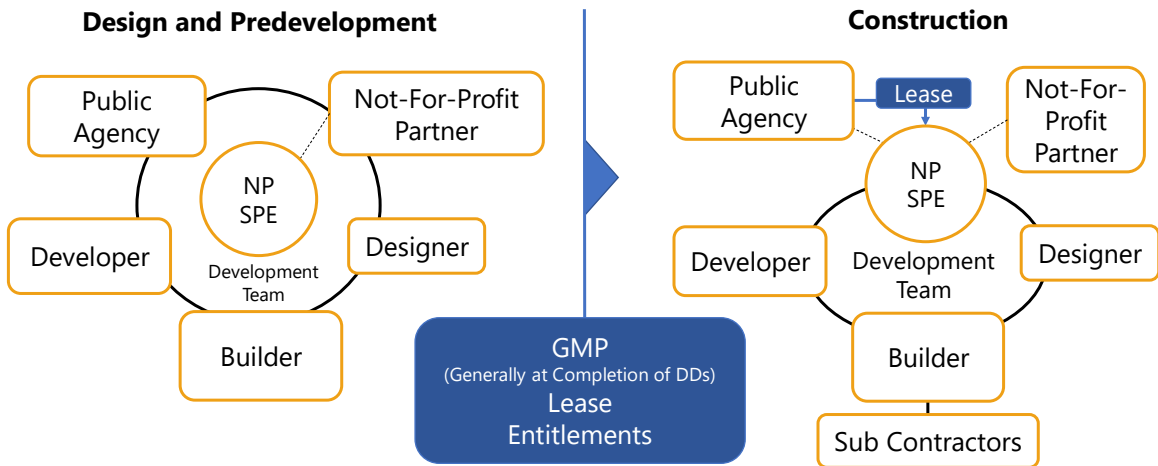 Design and Predevelopment
Public
Agency
Not-For-Profit
Partner
NP
SPE
Developer
Designer
Development
Team
Builder
GMP
(Generally at Completion of DDs)
Lease
Entitlements
Construction
Public
Agency
Lease
Not-For-
Profit
Partner
NP
SPE
Developer
Development
Team
Designer
Builder
Sub Contractors